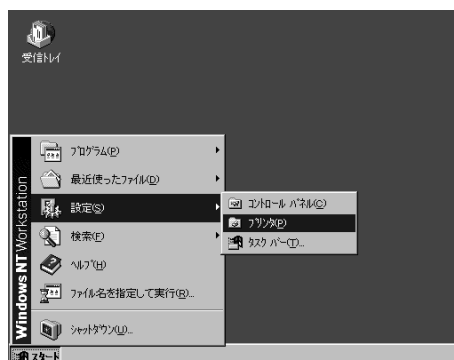 受信トレイ
プログラム(P)
最近使ったファイル(D)
設定(S)
検索(F)
ヘルプ(H)
ファイル名を指定して実行(R)...
シャットダウン(U)...
コントロール パネル(C)
プリンタ(P)
タスク バー(T)...
Windows NT Workstation
スタート